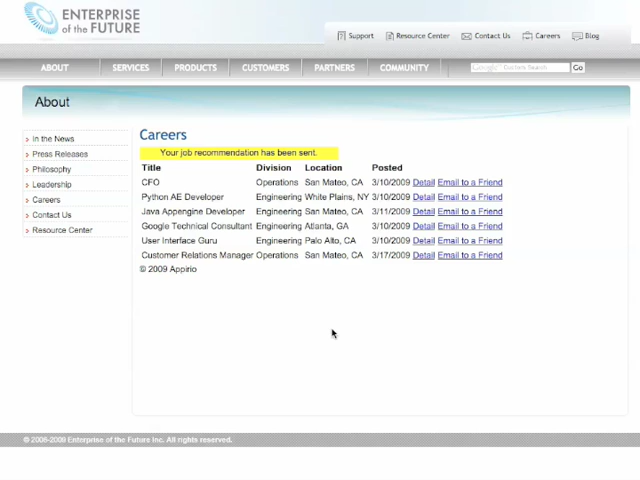 ENTERPRISE
of the FUTURE
Support Resource Center Contact Us Careers Blog
ABOUT SERVICES PRODUCTS CUSTOMERS PARTNERS COMMUNITY Google™ Custom Search Go
About
In the News
Press Releases
Philosophy
Leadership
Careers
Contact Us
Resource Center
Careers
Your job recommendation has been sent.
Title Division Location Posted
CFO Operations San Mateo, CA 3/10/2009 Detail Email to a Friend
Python AE Developer Engineering White Plains, NY 3/10/2009 Detail Email to a Friend
Java Appengine Developer Engineering San Mateo, CA 3/11/2009 Detail Email to a Friend
Google Technical Consultant Engineering Atlanta, GA 3/10/2009 Detail Email to a Friend
User Interface Guru Engineering Palo Alto, CA 3/10/2009 Detail Email to a Friend
Customer Relations Manager Operations San Mateo, CA 3/17/2009 Detail Email to a Friend
© 2009 Appirio
© 2008-2009 Enterprise of the Future Inc. All rights reserved.